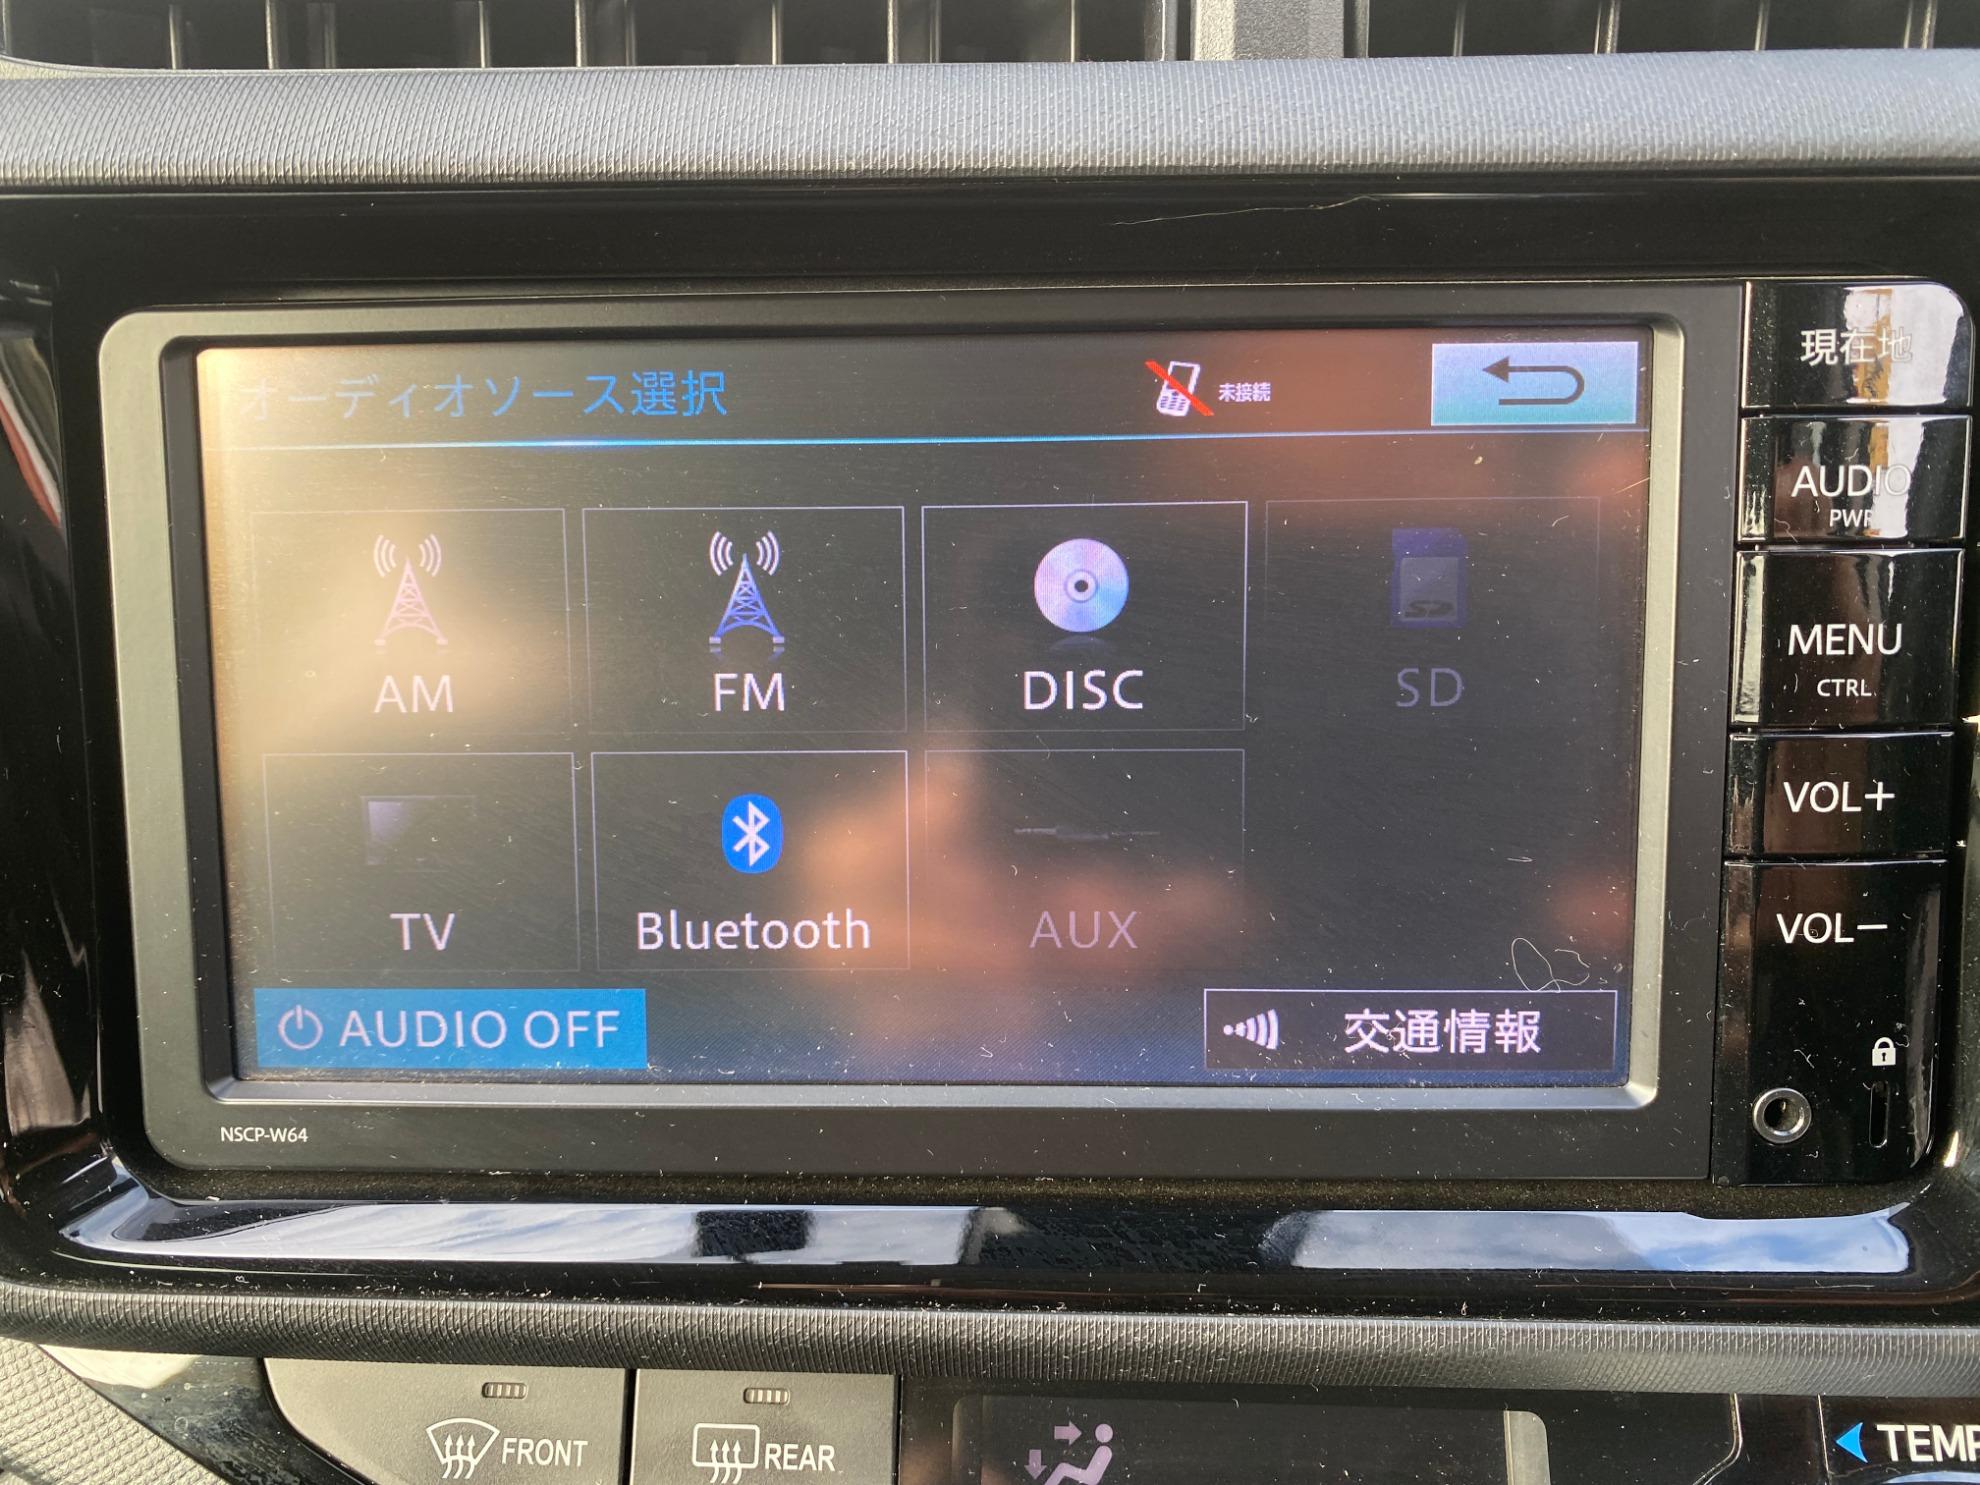 オーディオソース選択
未接続
AM
FM
DISC
SD
TV
Bluetooth
AUX
AUDIO OFF
交通情報
NSCP-W64
現在地
AUDIO
PWR
MENU
CTRL
VOL+
VOL−
FRONT
REAR
TEMP